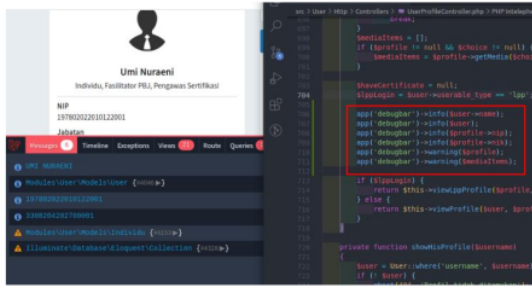 Umi Nuraeni
Individu, Fasilitator PBJ, Pengawas Sertifikasi
NIP
197802022010122001
Jabatan
Messages Timeline Exceptions Views Route Queries
UMI NURAENI
Modules\User\Models\User {
197802022010122001
Modules\User\Models\Individu {
Illuminate\Database\Eloquent\Collection {
src > User > Http > Controllers > UserProfileController.php > PHP Intelephe
break;
}
$mediaItems = [];
if ($profile != null && $choice != null) {
$mediaItems = $profile->getMedia($choi
}
$haveCertificate = null;
704 $lppLogin = $user->userable_type == 'lpp';
app('debugbar')->info($user->name);
app('debugbar')->info($user);
app('debugbar')->info($profile->nip);
app('debugbar')->info($profile->nik);
app('debugbar')->warning($profile);
app('debugbar')->warning($mediaItems);
if ($lppLogin) {
return $this->viewLppProfile($profile,
} else {
return $this->viewProfile($user, $prof
}
}
private function showHisProfile($username)
{
$user = User::where('username', $username)
if (! $user) {